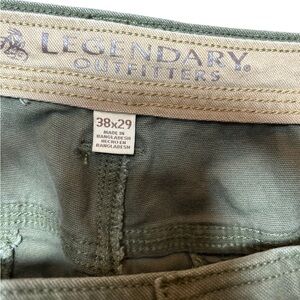 LEGENDARY®
OUTFITTERS
38x29
MADE IN
BANGLADESH
HECHO EN
BANGLADESH